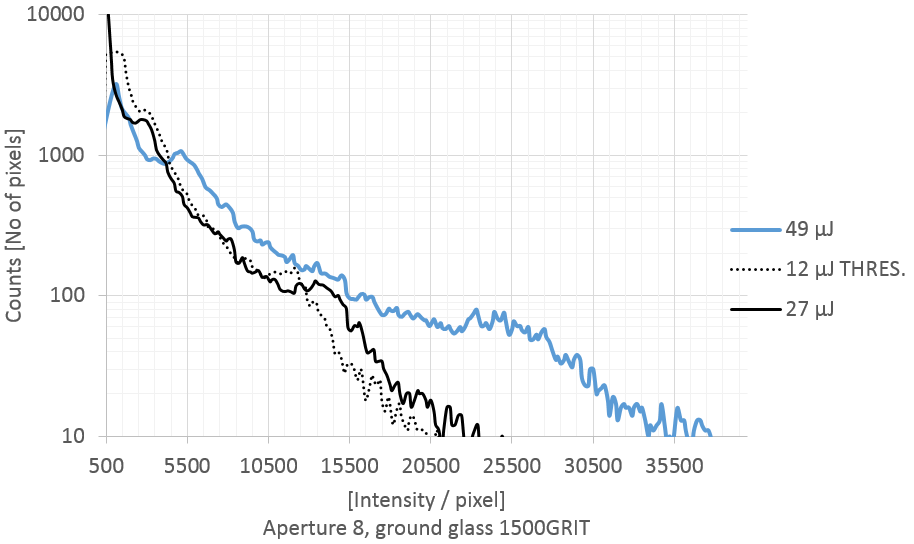 Counts [No of pixels]
10000
1000
100
10
500 5500 10500 15500 20500 25500 30500 35500
[Intensity / pixel]
Aperture 8, ground glass 1500GRIT
49 µJ
12 µJ THRES.
27 µJ